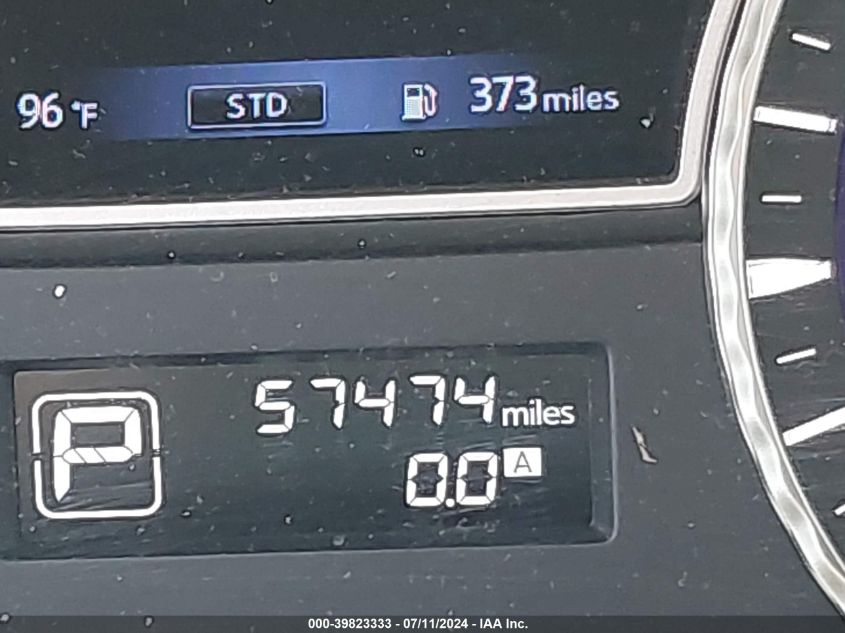 96 °F STD 373 miles
P 57474 miles
0.0 A
000-39823333 - 07/11/2024 - IAA Inc.